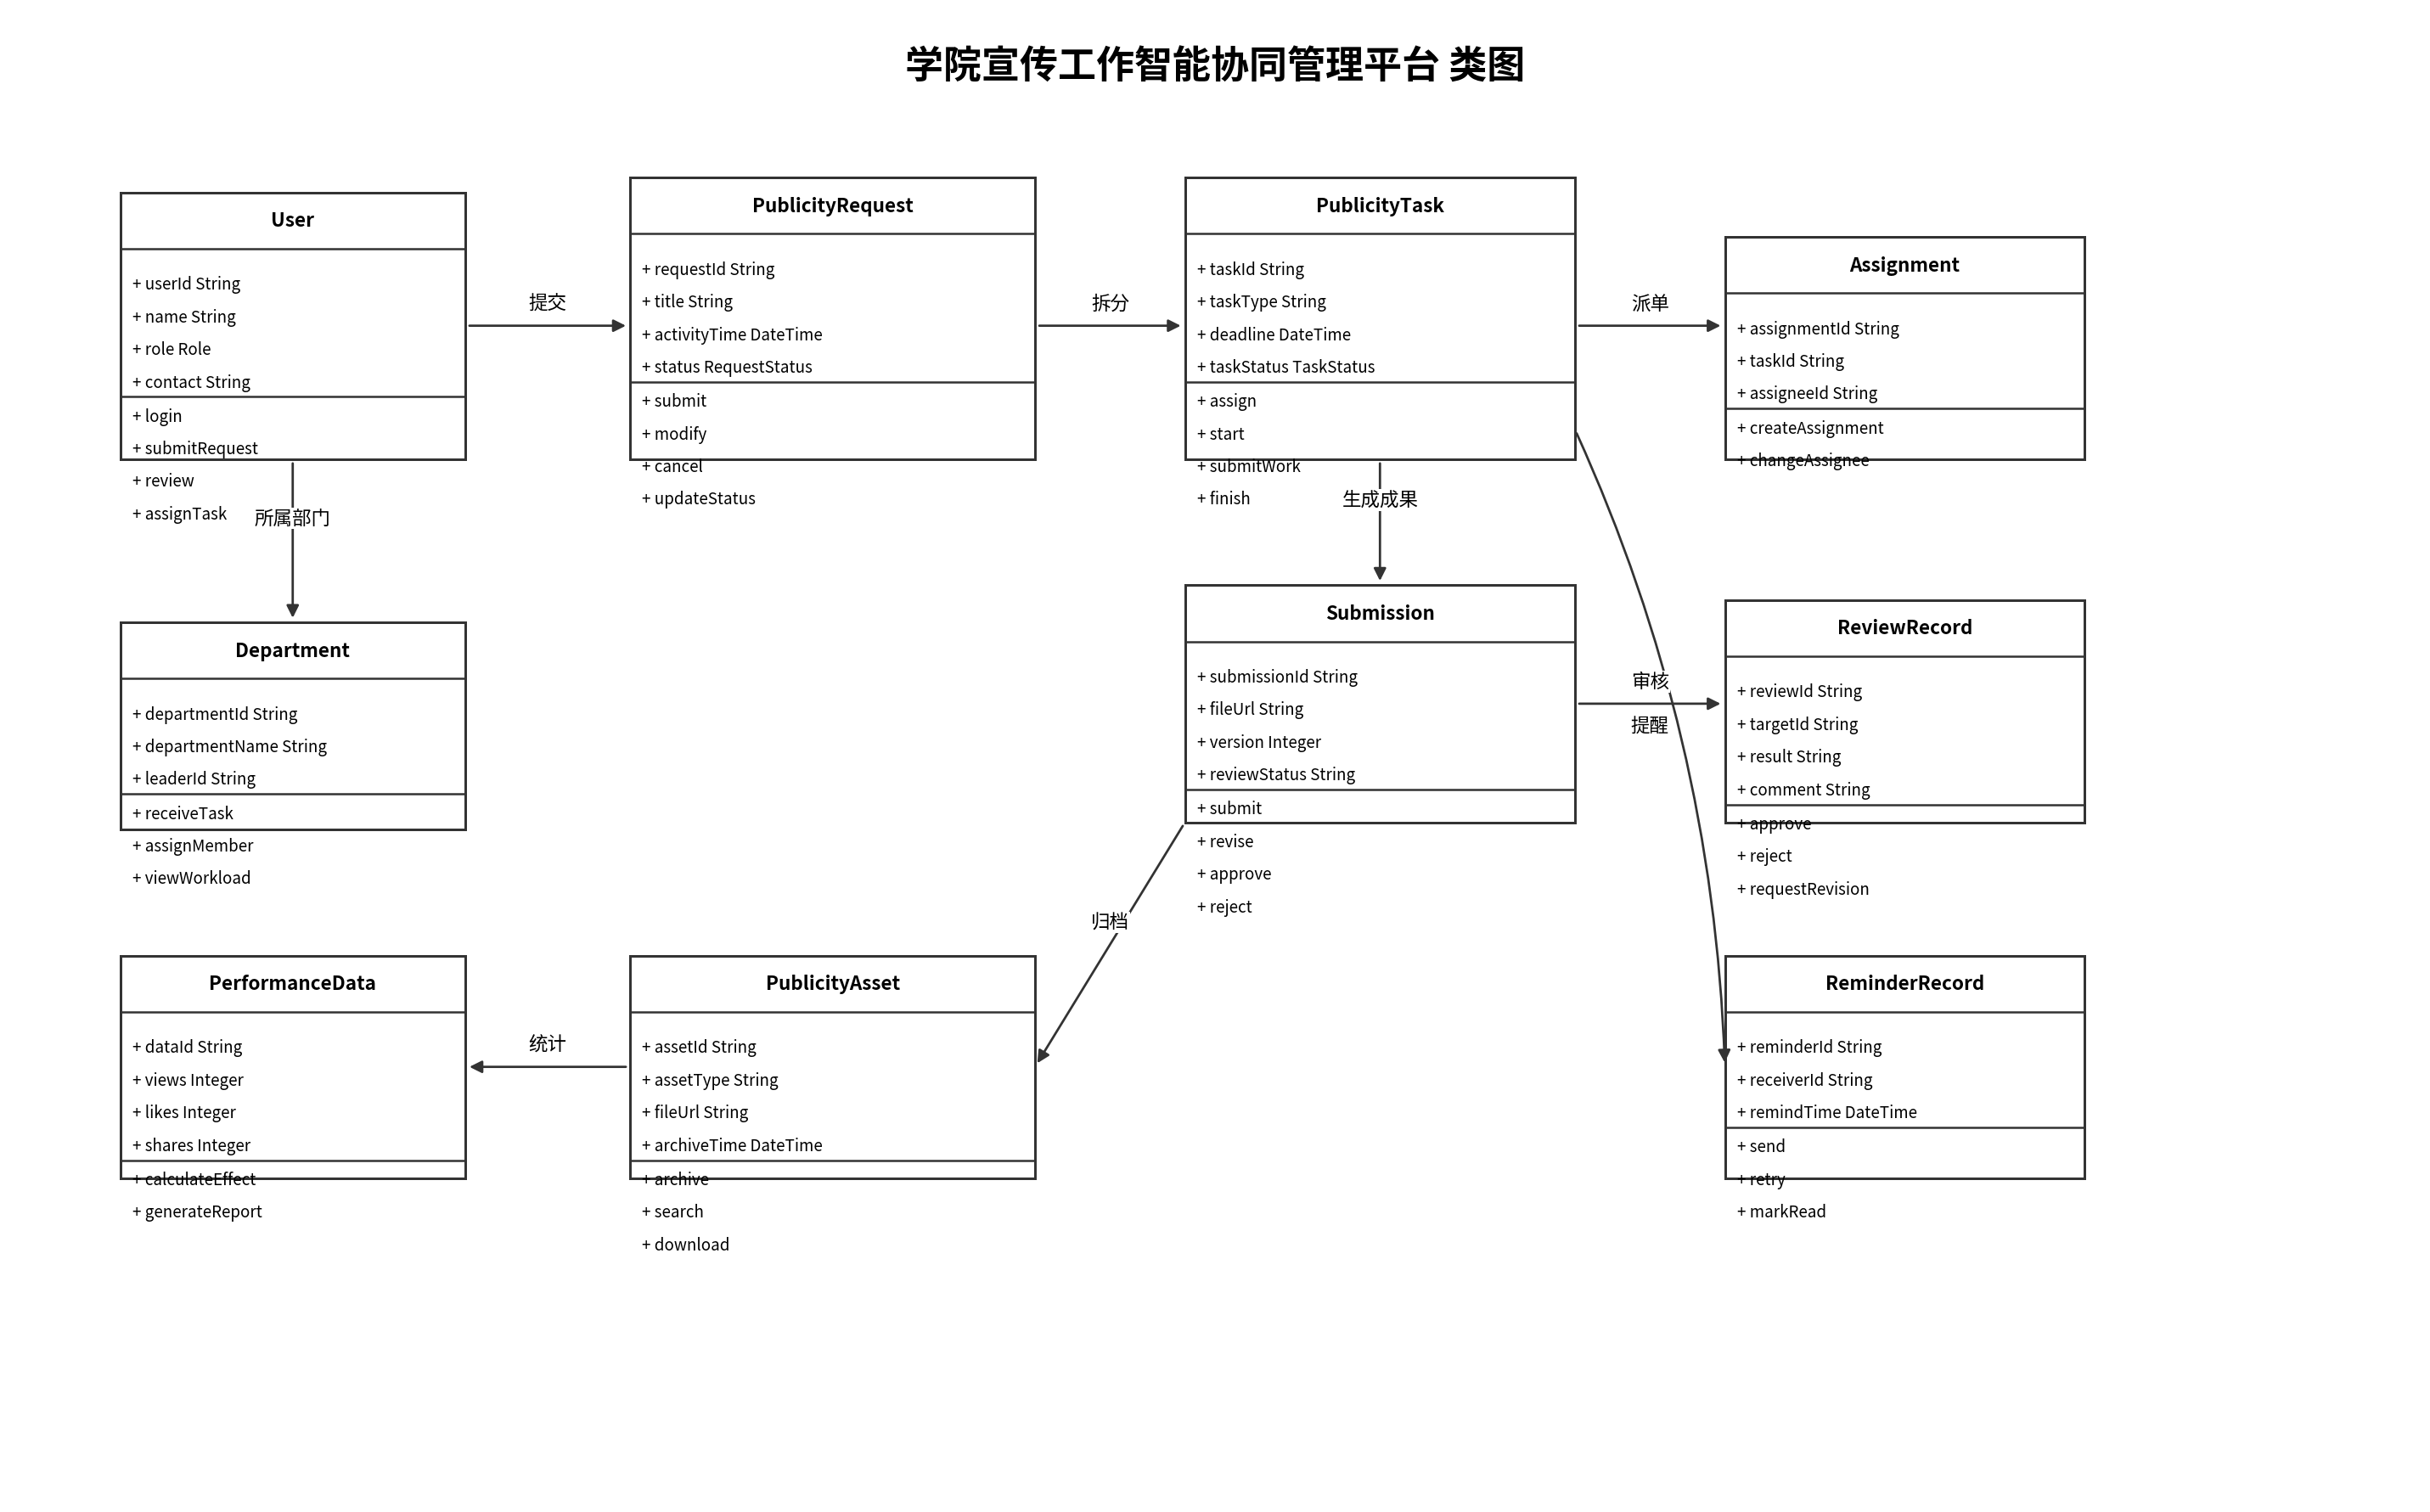 学院宣传工作智能协同管理平台 类图
User
+ userId String
+ name String
+ role Role
+ contact String
+ login
+ submitRequest
+ review
+ assignTask
提交
PublicityRequest
+ requestId String
+ title String
+ activityTime DateTime
+ status RequestStatus
+ submit
+ modify
+ cancel
+ updateStatus
拆分
PublicityTask
+ taskId String
+ taskType String
+ deadline DateTime
+ taskStatus TaskStatus
+ assign
+ start
+ submitWork
+ finish
派单
Assignment
+ assignmentId String
+ taskId String
+ assigneeId String
+ createAssignment
+ changeAssignee
所属部门
生成成果
Department
+ departmentId String
+ departmentName String
+ leaderId String
+ receiveTask
+ assignMember
+ viewWorkload
Submission
+ submissionId String
+ fileUrl String
+ version Integer
+ reviewStatus String
+ submit
+ revise
+ approve
+ reject
审核
提醒
ReviewRecord
+ reviewId String
+ targetId String
+ result String
+ comment String
+ approve
+ reject
+ requestRevision
归档
PerformanceData
+ dataId String
+ views Integer
+ likes Integer
+ shares Integer
+ calculateEffect
+ generateReport
统计
PublicityAsset
+ assetId String
+ assetType String
+ fileUrl String
+ archiveTime DateTime
+ archive
+ search
+ download
ReminderRecord
+ reminderId String
+ receiverId String
+ remindTime DateTime
+ send
+ retry
+ markRead